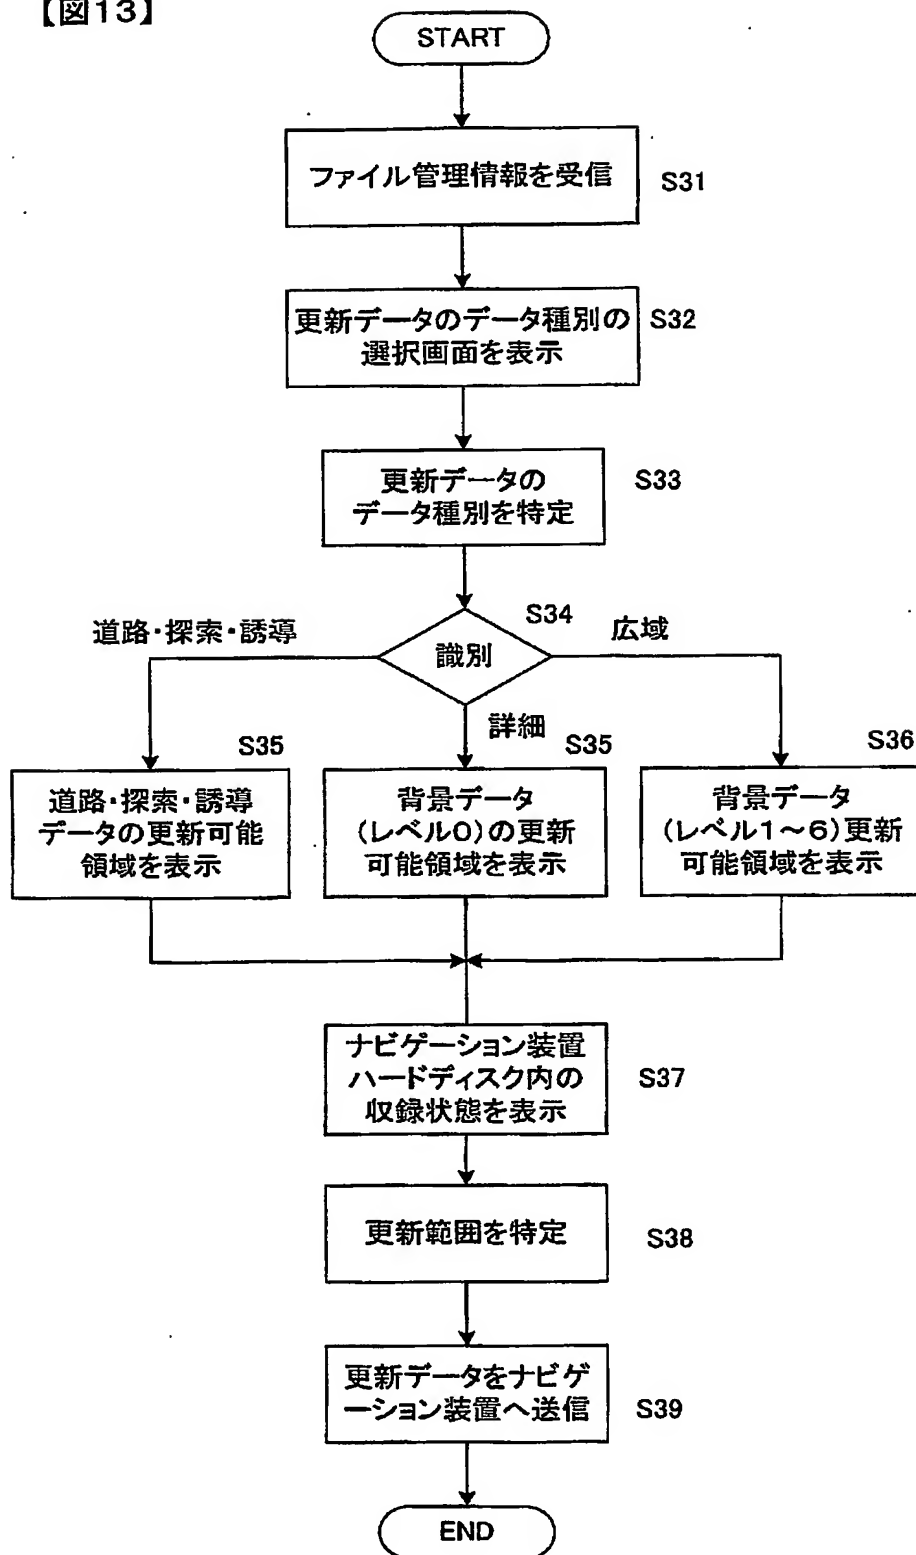 【図13】
START
ファイル管理情報を受信
S31
更新データのデータ種別の
選択画面を表示
S32
更新データの
データ種別を特定
S33
S34
識別
道路・探索・誘導
広域
詳細
S35
道路・探索・誘導
データの更新可能
領域を表示
S35
背景データ
(レベル0)の更新
可能領域を表示
S36
背景データ
(レベル1~6)更新
可能領域を表示
ナビゲーション装置
ハードディスク内の
収録状態を表示
S37
更新範囲を特定
S38
更新データをナビゲ
ーション装置へ送信
S39
END